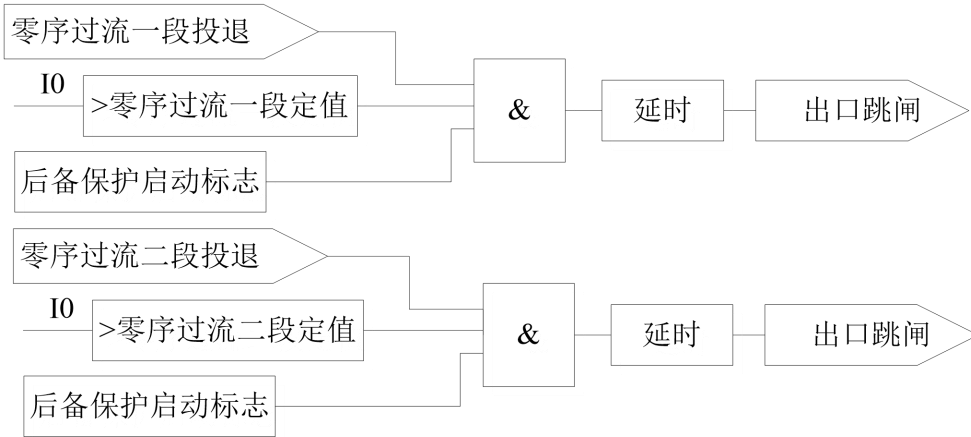 零序过流一段投退
I0
>零序过流一段定值
&
延时
出口跳闸
后备保护启动标志
零序过流二段投退
I0
>零序过流二段定值
&
延时
出口跳闸
后备保护启动标志